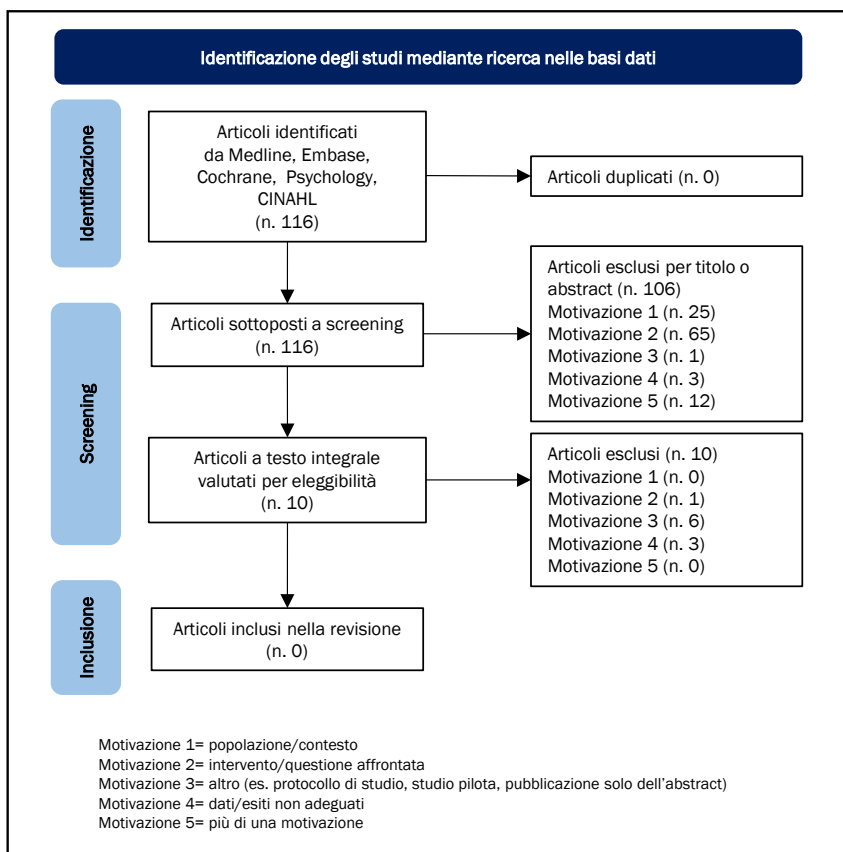 Identificazione degli studi mediante ricerca nelle basi dati
Identificazione
Articoli identificati
da Medline, Embase,
Cochrane, Psychology,
CINAHL
(n. 116)
Articoli duplicati (n. 0)
Screening
Articoli sottoposti a screening
(n. 116)
Articoli esclusi per titolo o
abstract (n. 106)
Motivazione 1 (n. 25)
Motivazione 2 (n. 65)
Motivazione 3 (n. 1)
Motivazione 4 (n. 3)
Motivazione 5 (n. 12)
Articoli a testo integrale
valutati per eleggibilità
(n. 10)
Articoli esclusi (n. 10)
Motivazione 1 (n. 0)
Motivazione 2 (n. 1)
Motivazione 3 (n. 6)
Motivazione 4 (n. 3)
Motivazione 5 (n. 0)
Inclusione
Articoli inclusi nella revisione
(n. 0)
Motivazione 1= popolazione/contesto
Motivazione 2= intervento/questione affrontata
Motivazione 3= altro (es. protocollo di studio, studio pilota, pubblicazione solo dell'abstract)
Motivazione 4= dati/esiti non adeguati
Motivazione 5= più di una motivazione